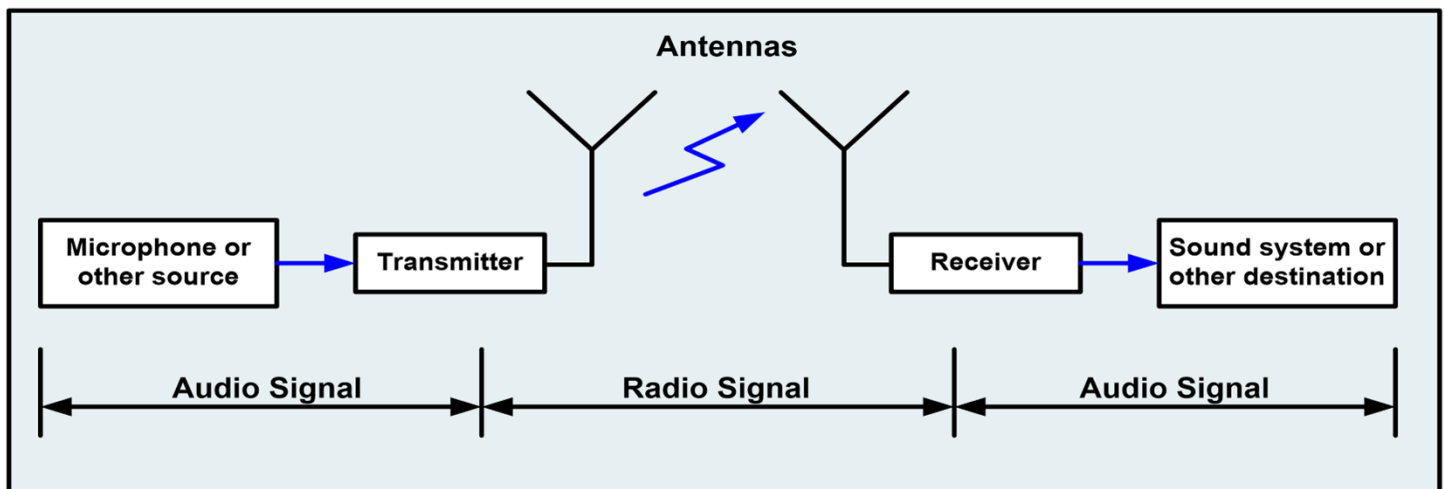 Antennas
Microphone or
other source
Transmitter
Receiver
Sound system or
other destination
Audio Signal
Radio Signal
Audio Signal